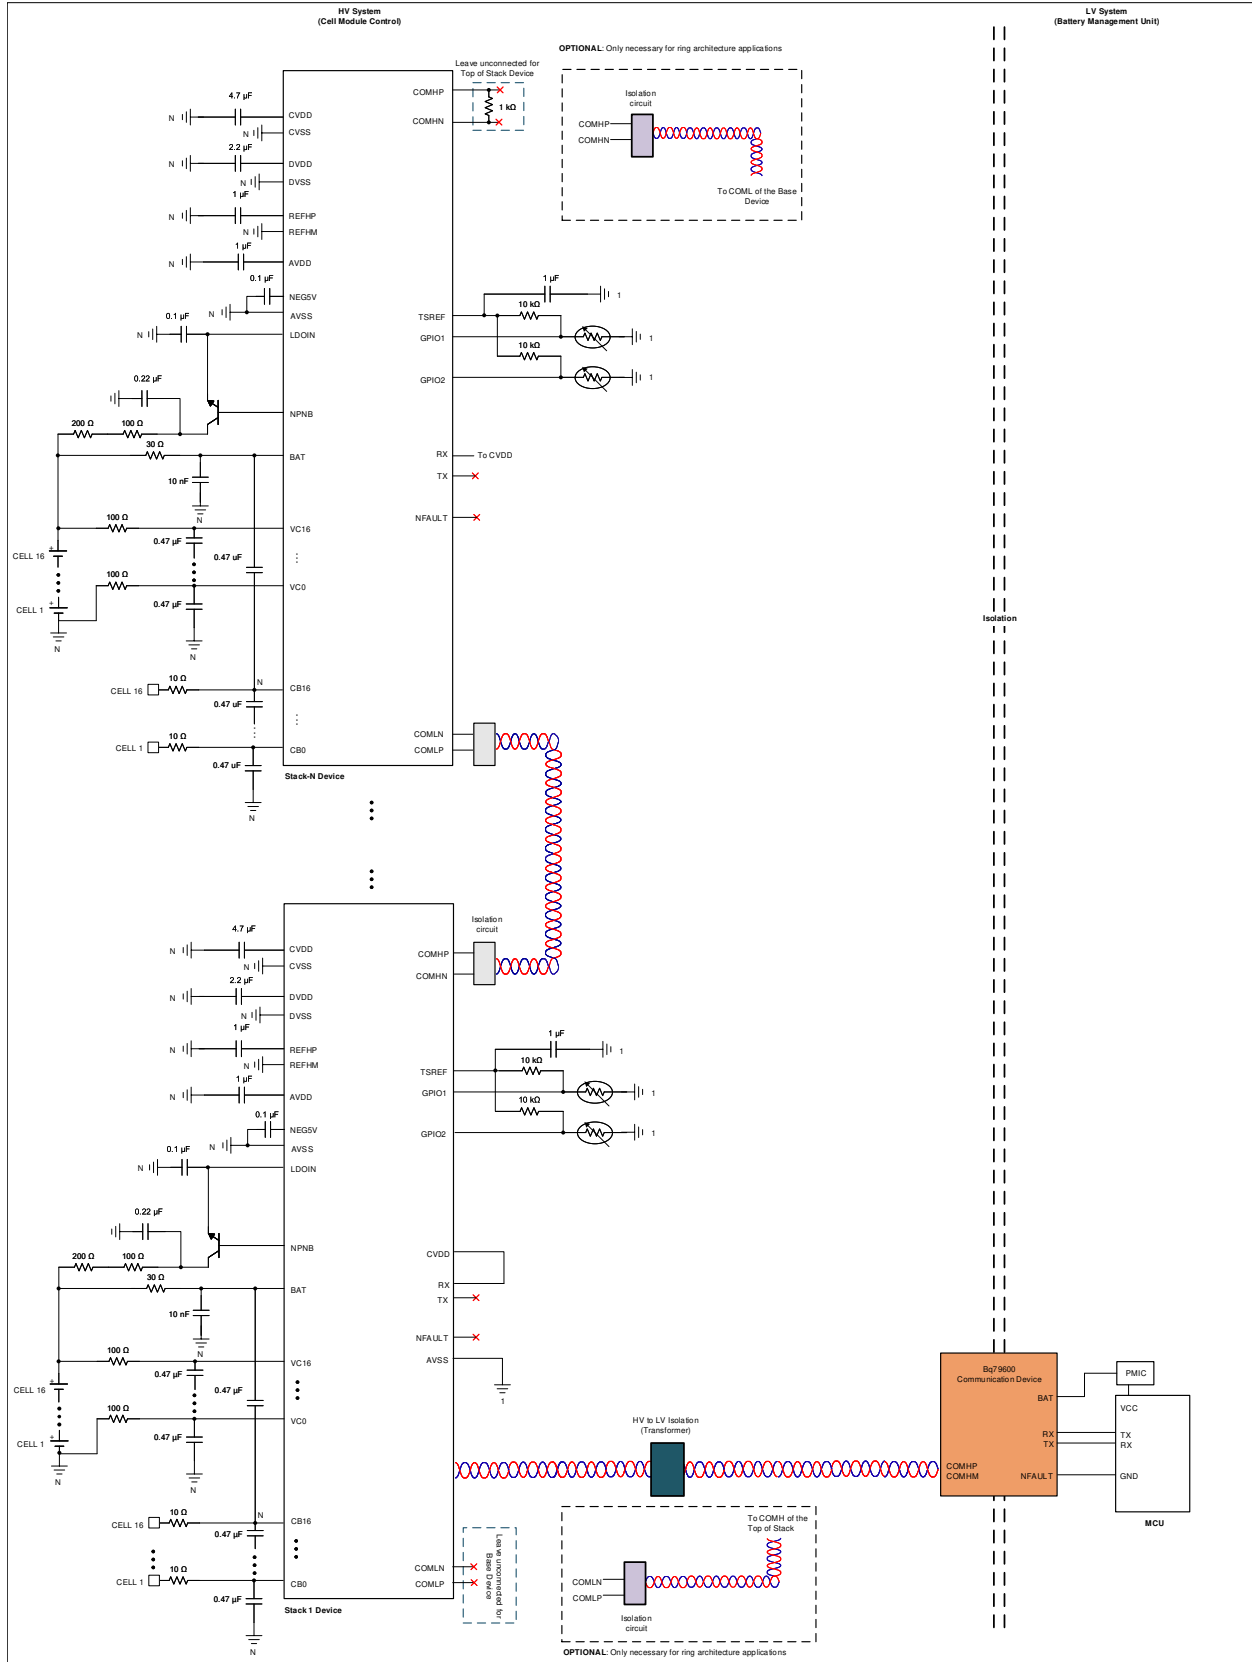 HV System
(Cell Module Control)
LV System
(Battery Management Unit)
OPTIONAL: Only necessary for ring architecture applications
Leave unconnected for
Top of Stack Device
COMHP
COMHN
1 kΩ
Isolation
circuit
COMHP
COMHN
To COML of the Base
Device
4.7 µF
N
CVDD
N
CVSS
2.2 µF
N
DVDD
N
DVSS
1 µF
N
REFHP
N
REFHM
1 µF
N
AVDD
0.1 µF
NEG5V
N
AVSS
0.1 µF
N
LDOIN
0.22 µF
NPNB
200 Ω
100 Ω
30 Ω
BAT
10 nF
N
100 Ω
VC16
0.47 µF
0.47 uF
CELL 16
100 Ω
VC0
0.47 µF
CELL 1
N
N
10 Ω
N
CELL 16
CB16
0.47 uF
10 Ω
CELL 1
CB0
0.47 uF
N
TSREF
1 µF
1
10 kΩ
GPIO1
1
10 kΩ
GPIO2
1
RX
To CVDD
TX
NFAULT
Isolation
COMLN
COMLP
Stack-N Device
Isolation
circuit
COMHP
COMHN
4.7 µF
N
CVDD
N
CVSS
2.2 µF
N
DVDD
N
DVSS
1 µF
N
REFHP
N
REFHM
1 µF
N
AVDD
0.1 µF
NEG5V
N
AVSS
0.1 µF
N
LDOIN
0.22 µF
NPNB
200 Ω
100 Ω
30 Ω
BAT
10 nF
N
100 Ω
VC16
0.47 µF
0.47 µF
CELL 16
100 Ω
VC0
0.47 µF
CELL 1
N
N
10 Ω
N
CELL 16
CB16
0.47 µF
10 Ω
CELL 1
CB0
0.47 µF
N
Stack 1 Device
TSREF
1 µF
1
10 kΩ
GPIO1
1
10 kΩ
GPIO2
1
CVDD
RX
TX
NFAULT
AVSS
1
HV to LV Isolation
(Transformer)
Bq79600
Communication Device
BAT
RX
TX
COMHP
COMHM
NFAULT
PMIC
VCC
TX
RX
GND
MCU
COMLN
COMLP
Leave unconnected for
Base Device
To COMH of the
Top of Stack
COMLN
COMLP
Isolation
circuit
OPTIONAL: Only necessary for ring architecture applications